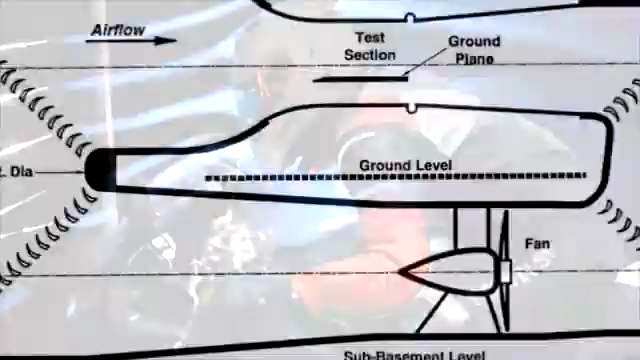 Airflow
Test
Section
Ground
Plane
. Dia
Ground Level
Fan
Sub-Basement Level